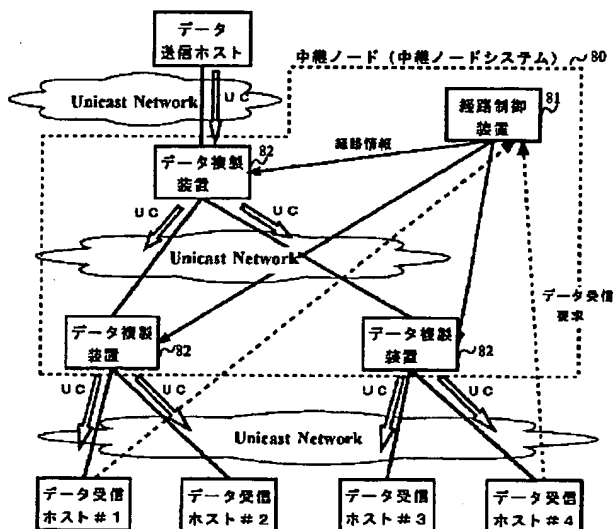 データ
送信ホスト
中継ノード（中継ノードシステム）80
Unicast Network
UC
81
経路制御
装置
82
データ複製
装置
経路情報
UC
UC
Unicast Network
データ受信
要求
データ複製
装置
82
データ複製
装置
82
UC
UC
UC
UC
Unicast Network
データ受信
ホスト#1
データ受信
ホスト#2
データ受信
ホスト#3
データ受信
ホスト#4